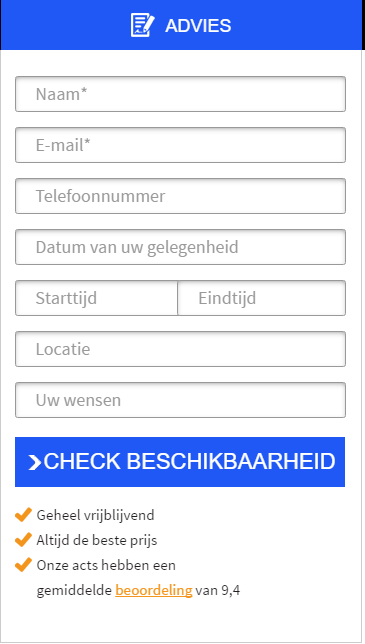 ADVIES
Naam*
E-mail*
Telefoonnummer
Datum van uw gelegenheid
Starttijd Eindtijd
Locatie
Uw wensen
CHECK BESCHIKBAARHEID
Geheel vrijblijvend
Altijd de beste prijs
Onze acts hebben een
gemiddelde beoordeling van 9,4